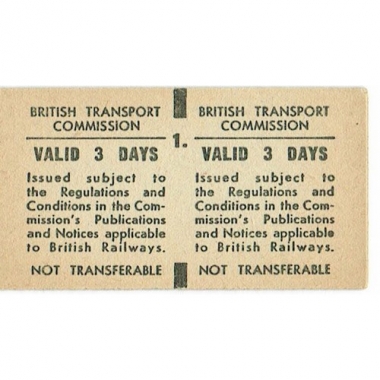 BRITISH TRANSPORT
COMMISSION
VALID 3 DAYS
Issued subject to
the Regulations and
Conditions in the Com-
mission's Publications
and Notices applicable
to British Railways.
NOT TRANSFERABLE
1.
BRITISH TRANSPORT
COMMISSION
VALID 3 DAYS
Issued subject to
the Regulations and
Conditions in the Com-
mission's Publications
and Notices applicable
to British Railways.
NOT TRANSFERABLE